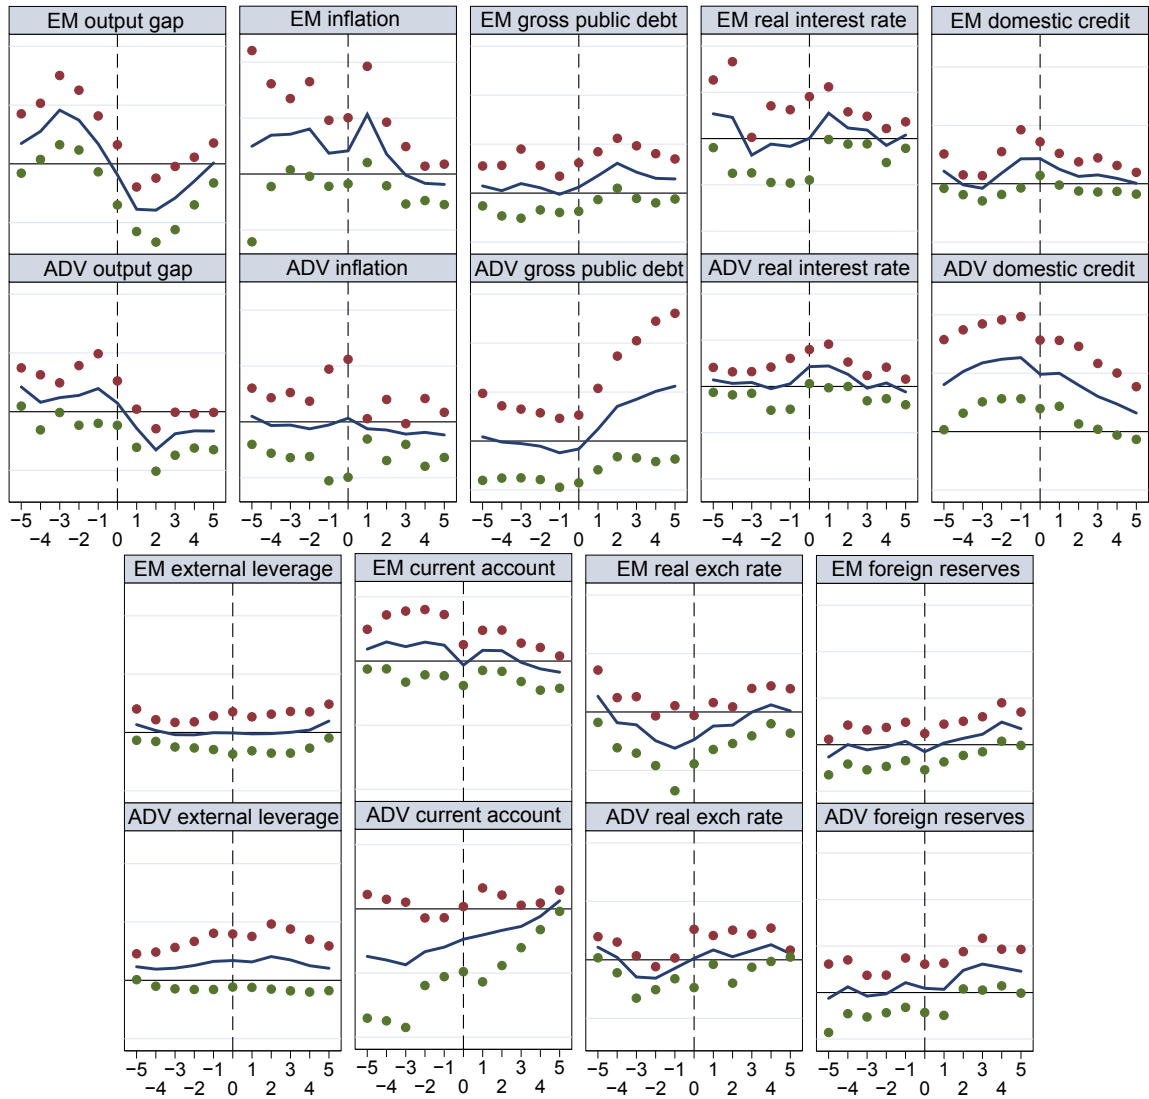 EM output gap EM inflation EM gross public debt EM real interest rate EM domestic credit
ADV output gap ADV inflation ADV gross public debt ADV real interest rate ADV domestic credit
−5 −3 −1 1 3 5 −5 −3 −1 1 3 5 −5 −3 −1 1 3 5 −5 −3 −1 1 3 5 −5 −3 −1 1 3 5
−4 −2 0 2 4 −4 −2 0 2 4 −4 −2 0 2 4 −4 −2 0 2 4 −4 −2 0 2 4
EM external leverage EM current account EM real exch rate EM foreign reserves
ADV external leverage ADV current account ADV real exch rate ADV foreign reserves
−5 −3 −1 1 3 5 −5 −3 −1 1 3 5 −5 −3 −1 1 3 5 −5 −3 −1 1 3 5
−4 −2 0 2 4 −4 −2 0 2 4 −4 −2 0 2 4 −4 −2 0 2 4